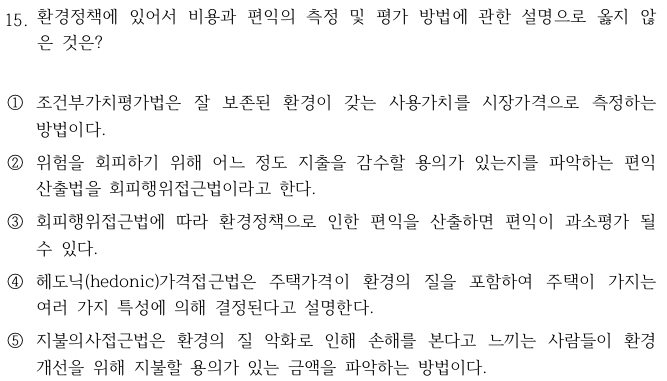 15. 환경정책에 있어서 비용과 편익의 측정 및 평가 방법에 관한 설명으로 옳지 않
은 것은?
① 조건부가치평가법은 잘 보존된 환경이 갖는 사용가치를 시장가격으로 측정하는
방법이다.
② 위험을 회피하기 위해 어느 정도 지출을 감수할 용의가 있는지를 파악하는 편익
산출법을 회피행위접근법이라고 한다.
③ 회피행위접근법에 따라 환경정책으로 인한 편익을 산출하면 편익이 과소평가 될
수 있다.
④ 헤도닉(hedonic)가격접근법은 주택가격이 환경의 질을 포함하여 주택이 가지는
여러 가지 특성에 의해 결정된다고 설명한다.
⑤ 지불의사접근법은 환경의 질 악화로 인해 손해를 본다고 느끼는 사람들이 환경
개선을 위해 지불할 용의가 있는 금액을 파악하는 방법이다.